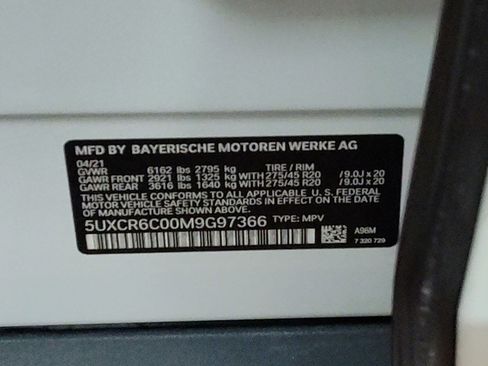 MFD BY BAYERISCHE MOTOREN WERKE AG
04/21
GVWR 6162 lbs 2795 kg TIRE / RIM
GAWR FRONT 2921 lbs 1325 kg WITH 275/45 R20 / 9.0J x 20
GAWR REAR 3616 lbs 1640 kg WITH 275/45 R20 / 9.0J x 20
THIS VEHICLE CONFORMS TO ALL APPLICABLE U.S. FEDERAL
MOTOR VEHICLE SAFETY STANDARDS IN EFFECT ON THE DATE OF
MANUFACTURE SHOWN ABOVE.
5UXCR6C00M9G97366 TYPE: MPV
A96M
7 320 729